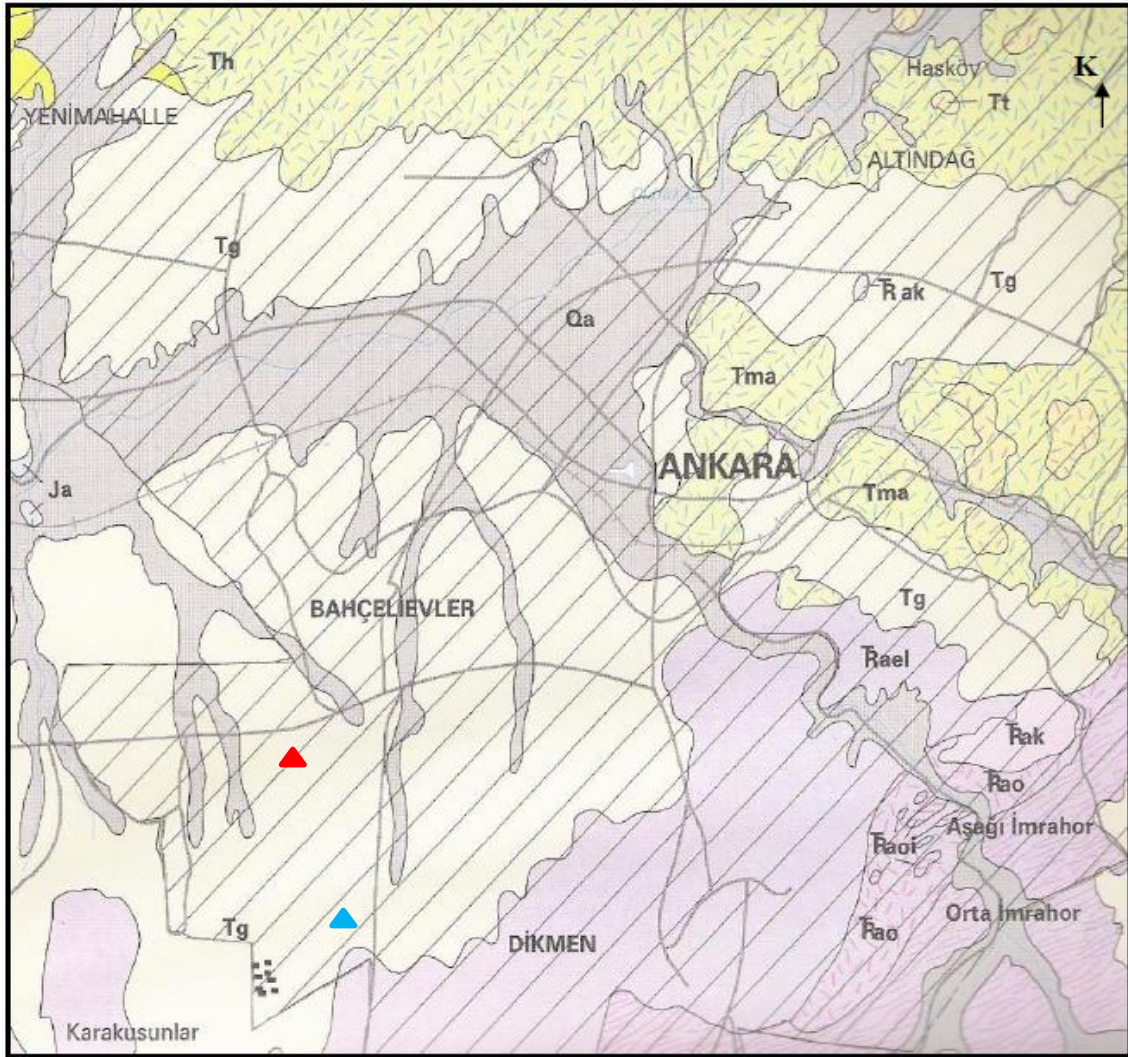 Th
Hasköy
K
YENİMAHALLE
Tt
ALTINDAĞ
Tg
Tg
Ŧak
Qa
Tma
ANKARA
Ja
Tma
BAHÇELİEVLER
Tg
Ŧael
Ŧak
Ŧao
Aşağı İmrahor
Ŧaoi
Orta İmrahor
Tg
Ŧao
DİKMEN
Karakusunlar